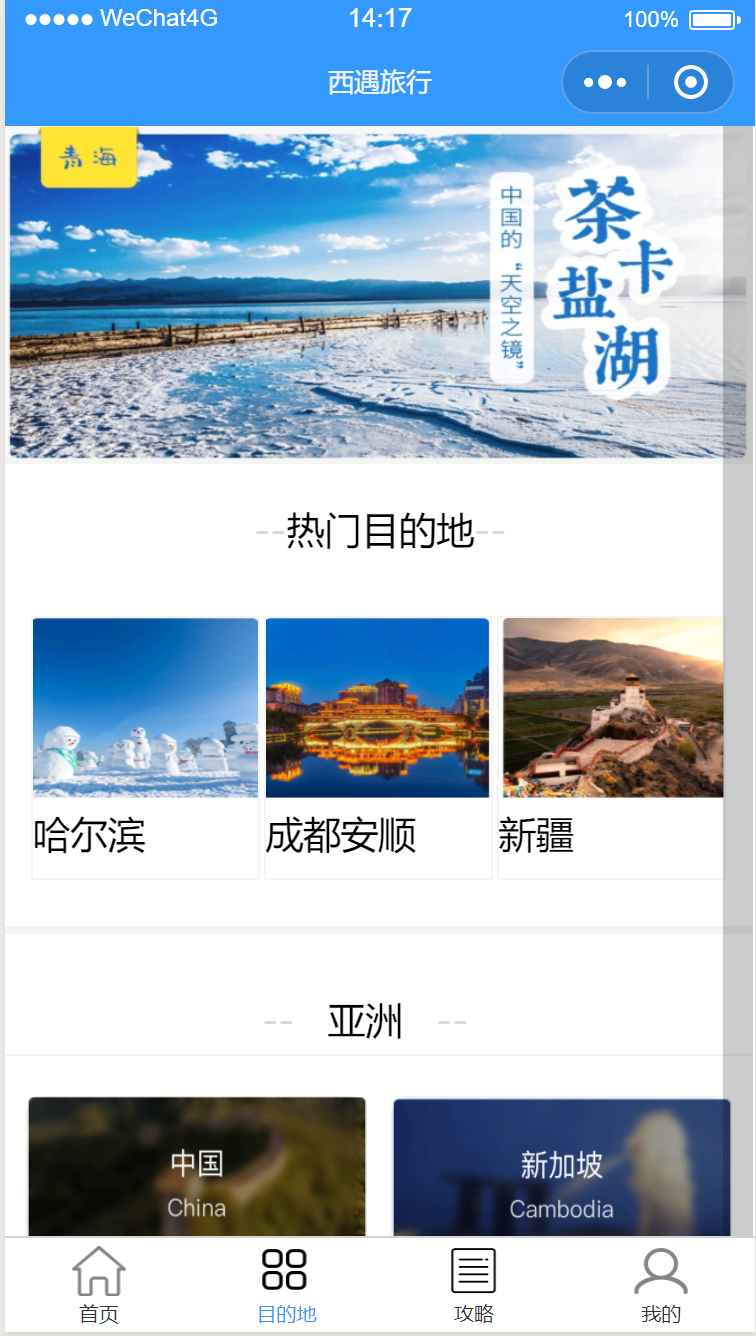 WeChat4G 14:17 100%
西遇旅行
青海
中国的“天空之镜”
茶卡盐湖
--热门目的地--
哈尔滨 成都安顺 新疆
-- 亚洲 --
中国 新加坡
China Cambodia
首页 目的地 攻略 我的